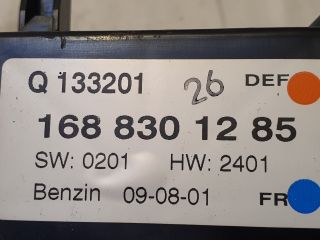 Q 133201 26 DEF
168 830 12 85
SW: 0201 HW: 2401
Benzin 09-08-01 FR